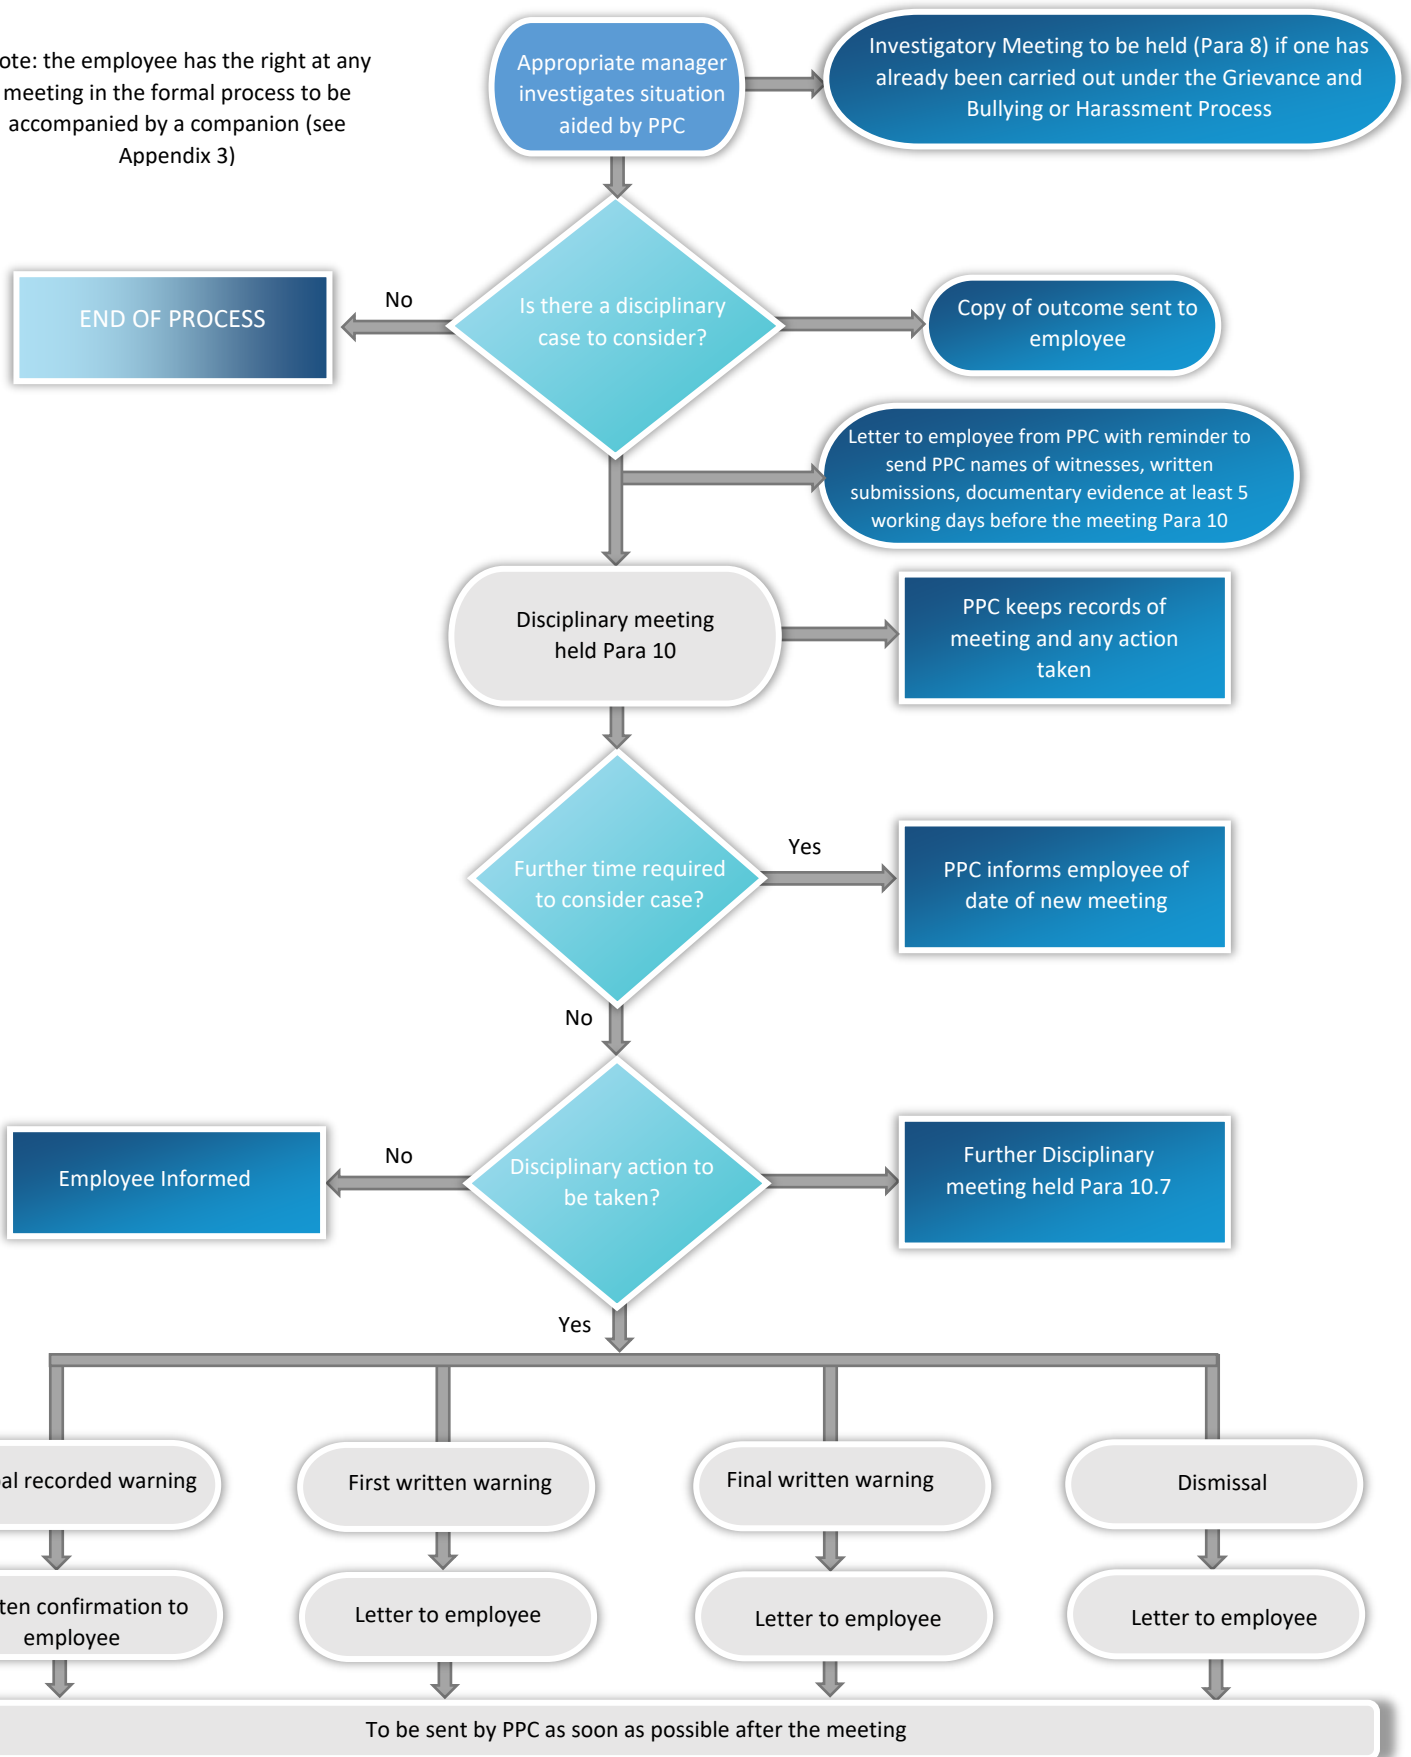 ote: the employee has the right at any
meeting in the formal process to be
accompanied by a companion (see
Appendix 3)
Appropriate manager
investigates situation
aided by PPC
Investigatory Meeting to be held (Para 8) if one has
already been carried out under the Grievance and
Bullying or Harassment Process
END OF PROCESS
No
Is there a disciplinary
case to consider?
Copy of outcome sent to
employee
Letter to employee from PPC with reminder to
send PPC names of witnesses, written
submissions, documentary evidence at least 5
working days before the meeting Para 10
Disciplinary meeting
held Para 10
PPC keeps records of
meeting and any action
taken
Further time required
to consider case?
Yes
PPC informs employee of
date of new meeting
No
Employee Informed
No
Disciplinary action to
be taken?
Further Disciplinary
meeting held Para 10.7
Yes
al recorded warning
First written warning
Final written warning
Dismissal
ten confirmation to
employee
Letter to employee
Letter to employee
Letter to employee
To be sent by PPC as soon as possible after the meeting